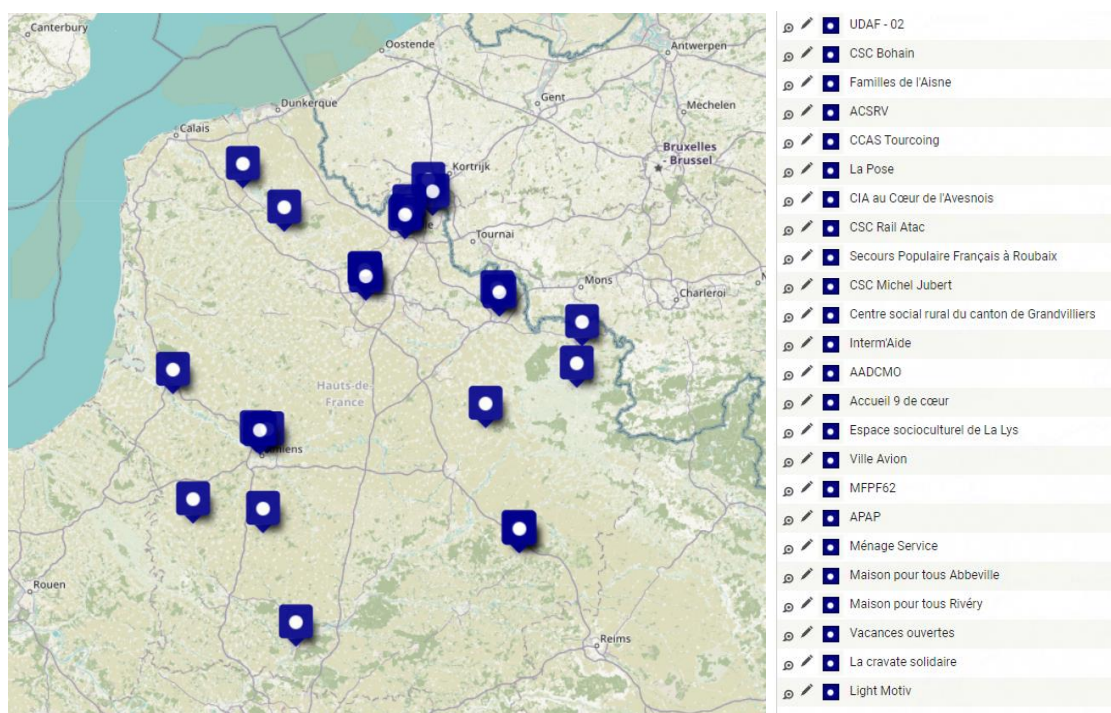 Canterbury
Oostende
Antwerpen
Dunkerque
Gent
Mechelen
Calais
Bruxelles
- Brussel
Kortrijk
Tournai
Mons
Charleroi
Hauts-de-
France
Rouen
Reims
UDAF - 02
CSC Bohain
Familles de l'Aisne
ACSRV
CCAS Tourcoing
La Pose
CIA au Cœur de l'Avesnois
CSC Rail Atac
Secours Populaire Français à Roubaix
CSC Michel Jubert
Centre social rural du canton de Grandvilliers
Interm'Aide
AADCMO
Accueil 9 de cœur
Espace socioculturel de La Lys
Ville Avion
MFPF62
APAP
Ménage Service
Maison pour tous Abbeville
Maison pour tous Rivéry
Vacances ouvertes
La cravate solidaire
Light Motiv